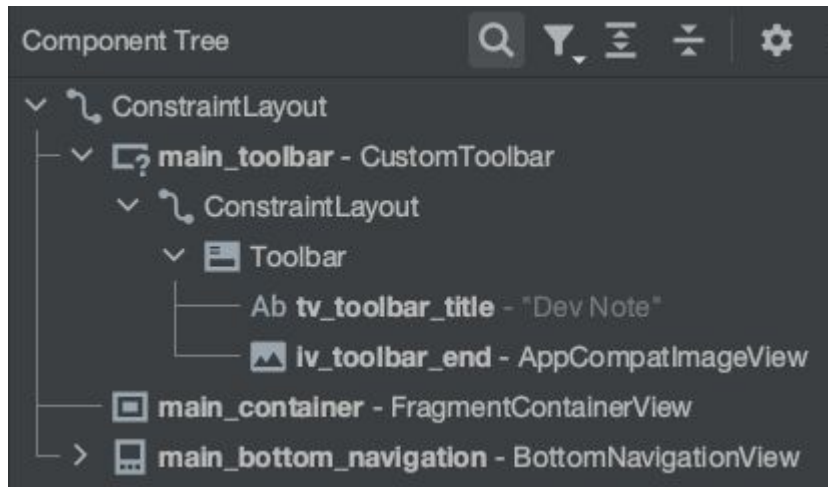 Component Tree
ConstraintLayout
main_toolbar - CustomToolbar
ConstraintLayout
Toolbar
Ab tv_toolbar_title - "Dev Note"
iv_toolbar_end - AppCompatImageView
main_container - FragmentContainerView
main_bottom_navigation - BottomNavigationView